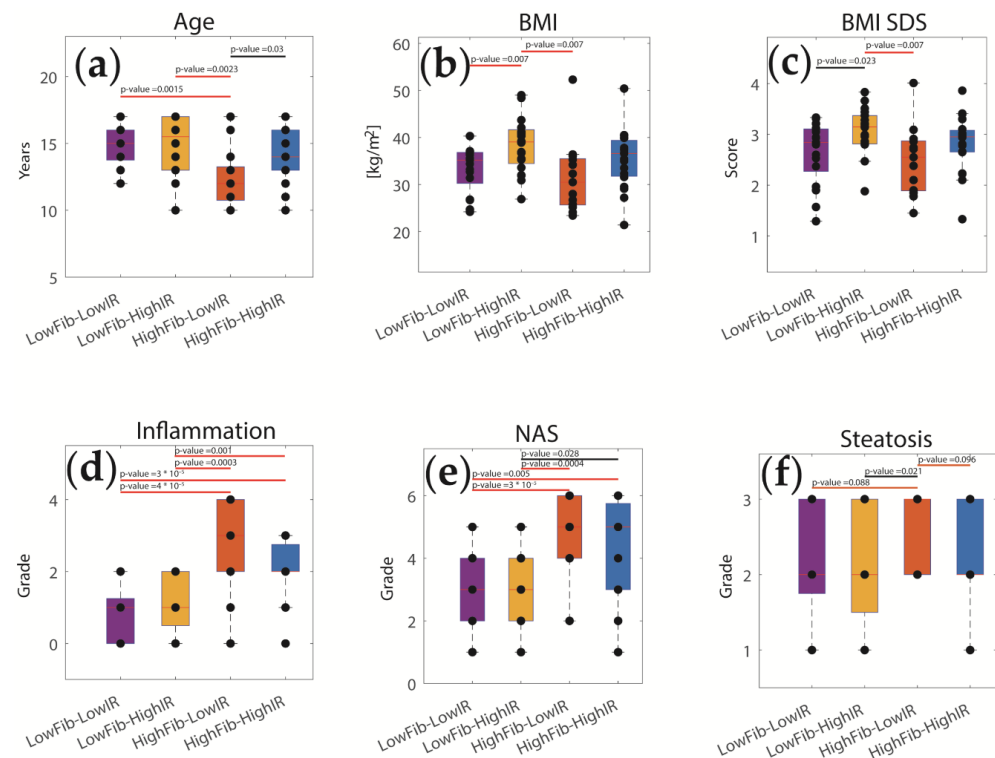 Age
BMI
BMI SDS
(a)
p-value =0.03
p-value =0.0023
p-value =0.0015
Years
20
15
10
5
LowFib-LowIR
LowFib-HighIR
HighFib-LowIR
HighFib-HighIR
(b)
p-value =0.007
p-value =0.007
[kg/m²]
60
50
40
30
20
LowFib-LowIR
LowFib-HighIR
HighFib-LowIR
HighFib-HighIR
(c)
p-value =0.007
p-value =0.023
Score
4
3
2
1
LowFib-LowIR
LowFib-HighIR
HighFib-LowIR
HighFib-HighIR
Inflammation
NAS
Steatosis
(d)
p-value =0.001
p-value =0.0003
p-value =3 * 10⁻⁵
p-value =4 * 10⁻⁵
Grade
4
2
0
LowFib-LowIR
LowFib-HighIR
HighFib-LowIR
HighFib-HighIR
(e)
p-value =0.028
p-value =0.0004
p-value =0.005
p-value =3 * 10
Grade
6
4
2
0
LowFib-LowIR
LowFib-HighIR
HighFib-LowIR
HighFib-HighIR
(f)
p-value =0.096
p-value =0.021
p-value =0.088
Grade
3
2
1
LowFib-LowIR
LowFib-HighIR
HighFib-LowIR
HighFib-HighIR